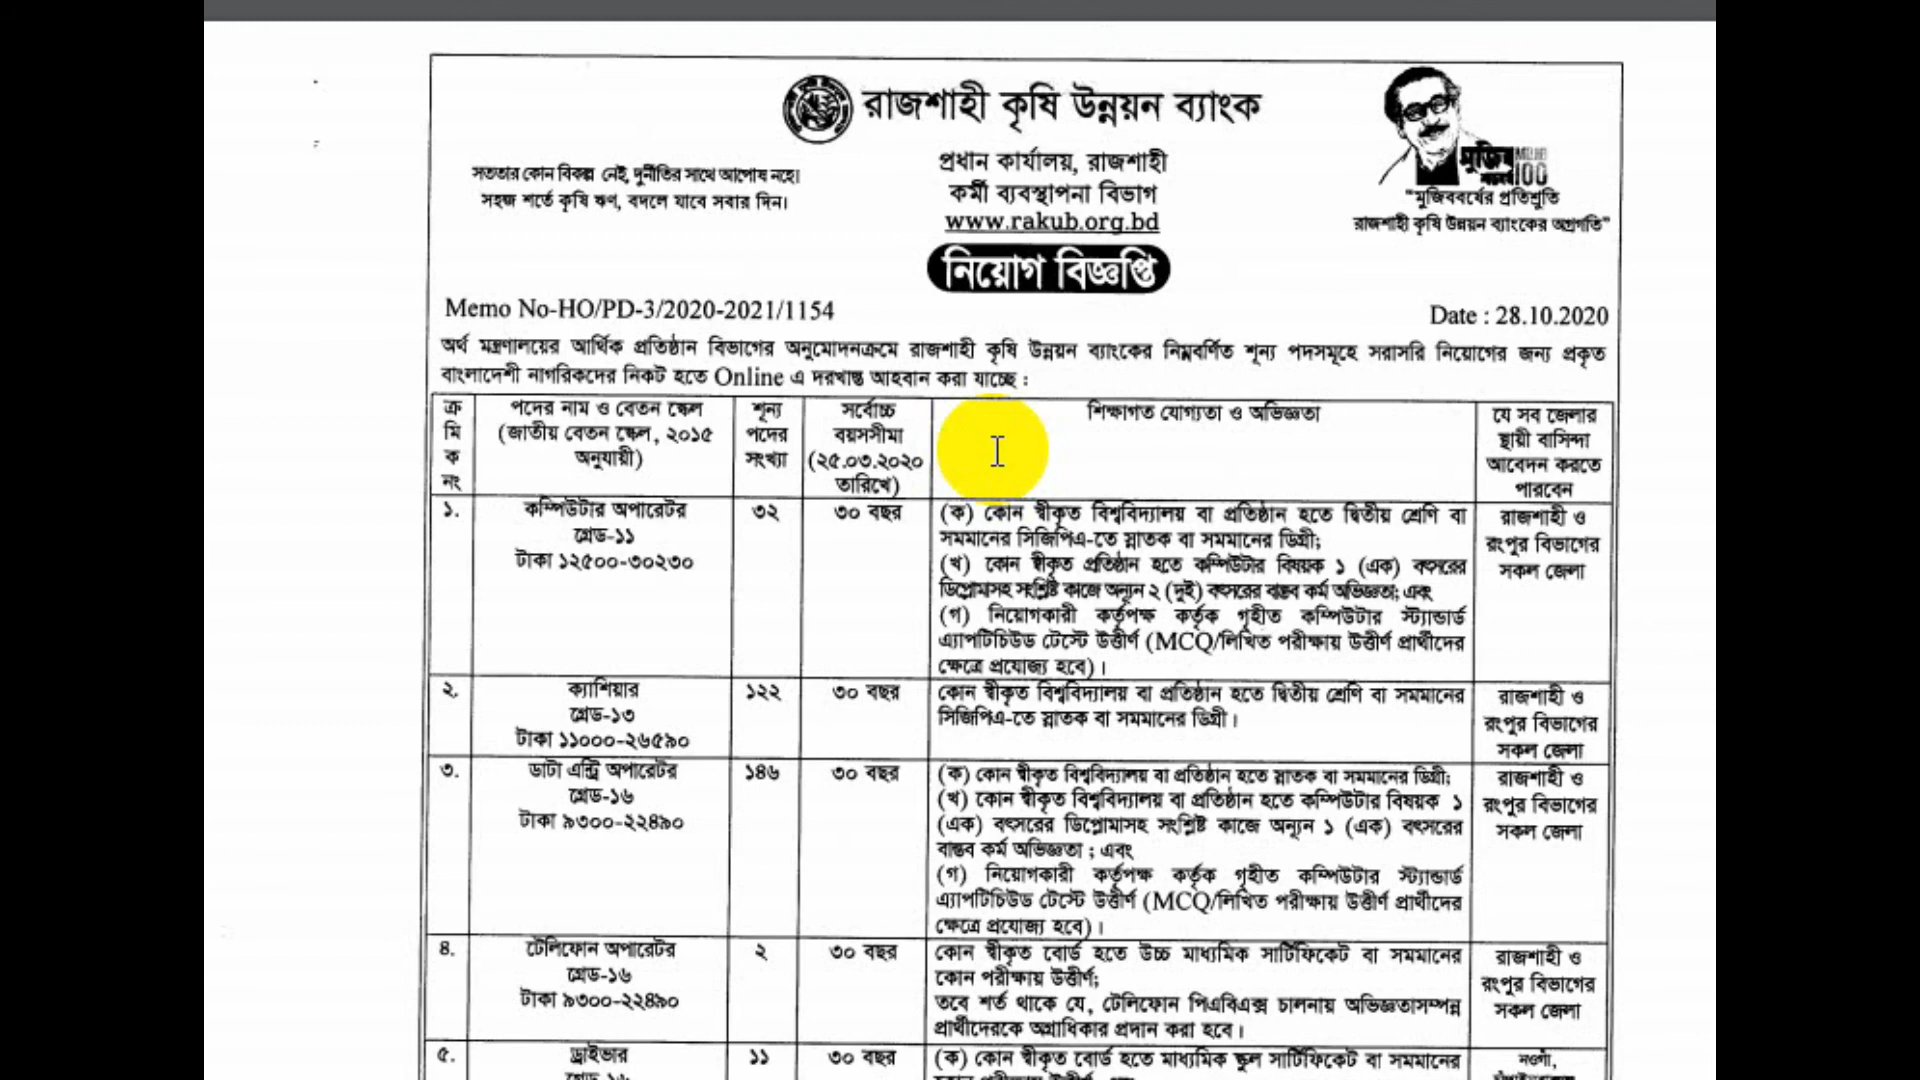 রাজশাহী কৃষি উন্নয়ন ব্যাংক
প্রধান কার্যালয়, রাজশাহী
কর্মী ব্যবস্থাপনা বিভাগ
www.rakub.org.bd
সততার কোন বিকল্প নেই, দুর্নীতির সাথে আপোষ নহে।
সহজ শর্তে কৃষি ঋণ, বদলে যাবে সবার দিন।
মুজিব
100
"মুজিববর্ষের প্রতিশ্রুতি
রাজশাহী কৃষি উন্নয়ন ব্যাংকের অগ্রগতি"
নিয়োগ বিজ্ঞপ্তি
Memo No-HO/PD-3/2020-2021/1154
Date : 28.10.2020
অর্থ মন্ত্রণালয়ের আর্থিক প্রতিষ্ঠান বিভাগের অনুমোদনক্রমে রাজশাহী কৃষি উন্নয়ন ব্যাংকের নিম্নবর্ণিত শূন্য পদসমূহে সরাসরি নিয়োগের জন্য প্রকৃত
বাংলাদেশী নাগরিকদের নিকট হতে Online এ দরখাস্ত আহবান করা যাচ্ছে :
ক্রমিক নং
পদের নাম ও বেতন স্কেল
(জাতীয় বেতন স্কেল, ২০১৫
অনুযায়ী)
শূন্য
পদের
সংখ্যা
সর্বোচ্চ
বয়সসীমা
(২৫.০৩.২০২০
তারিখে)
শিক্ষাগত যোগ্যতা ও অভিজ্ঞতা
যে সব জেলার
স্থায়ী বাসিন্দা
আবেদন করতে
পারবেন
১.
কম্পিউটার অপারেটর
গ্রেড-১১
টাকা ১২৫০০-৩০২৩০
৩২
৩০ বছর
(ক) কোন স্বীকৃত বিশ্ববিদ্যালয় বা প্রতিষ্ঠান হতে দ্বিতীয় শ্রেণি বা
সমমানের সিজিপিএ-তে স্নাতক বা সমমানের ডিগ্রী;
(খ) কোন স্বীকৃত প্রতিষ্ঠান হতে কম্পিউটার বিষয়ক ১ (এক) বৎসরের
ডিপ্লোমাসহ সংশ্লিষ্ট কাজে অন্যূন ২ (দুই) বৎসরের বাস্তব কর্ম অভিজ্ঞতা; এবং
(গ) নিয়োগকারী কর্তৃপক্ষ কর্তৃক গৃহীত কম্পিউটার স্ট্যান্ডার্ড
এ্যাপটিচিউড টেস্টে উত্তীর্ণ (MCQ/লিখিত পরীক্ষায় উত্তীর্ণ প্রার্থীদের
ক্ষেত্রে প্রযোজ্য হবে)।
রাজশাহী ও
রংপুর বিভাগের
সকল জেলা
২.
ক্যাশিয়ার
গ্রেড-১৩
টাকা ১১০০০-২৬৫৯০
১২২
৩০ বছর
কোন স্বীকৃত বিশ্ববিদ্যালয় বা প্রতিষ্ঠান হতে দ্বিতীয় শ্রেণি বা সমমানের
সিজিপিএ-তে স্নাতক বা সমমানের ডিগ্রী।
রাজশাহী ও
রংপুর বিভাগের
সকল জেলা
৩.
ডাটা এন্ট্রি অপারেটর
গ্রেড-১৬
টাকা ৯৩০০-২২৪৯০
১৪৬
৩০ বছর
(ক) কোন স্বীকৃত বিশ্ববিদ্যালয় বা প্রতিষ্ঠান হতে স্নাতক বা সমমানের ডিগ্রী;
(খ) কোন স্বীকৃত বিশ্ববিদ্যালয় বা প্রতিষ্ঠান হতে কম্পিউটার বিষয়ক ১
(এক) বৎসরের ডিপ্লোমাসহ সংশ্লিষ্ট কাজে অন্যূন ১ (এক) বৎসরের
বাস্তব কর্ম অভিজ্ঞতা ; এবং
(গ) নিয়োগকারী কর্তৃপক্ষ কর্তৃক গৃহীত কম্পিউটার স্ট্যান্ডার্ড
এ্যাপটিচিউড টেস্টে উত্তীর্ণ (MCQ/লিখিত পরীক্ষায় উত্তীর্ণ প্রার্থীদের
ক্ষেত্রে প্রযোজ্য হবে)।
রাজশাহী ও
রংপুর বিভাগের
সকল জেলা
৪.
টেলিফোন অপারেটর
গ্রেড-১৬
টাকা ৯৩০০-২২৪৯০
২
৩০ বছর
কোন স্বীকৃত বোর্ড হতে উচ্চ মাধ্যমিক সার্টিফিকেট বা সমমানের
কোন পরীক্ষায় উত্তীর্ণ;
তবে শর্ত থাকে যে, টেলিফোন পিএবিএক্স চালনায় অভিজ্ঞতাসম্পন্ন
প্রার্থীদেরকে অগ্রাধিকার প্রদান করা হবে।
রাজশাহী ও
রংপুর বিভাগের
সকল জেলা
৫.
ড্রাইভার
১১
৩০ বছর
(ক) কোন স্বীকৃত বোর্ড হতে মাধ্যমিক স্কুল সার্টিফিকেট বা সমমানের
নওগাঁ,